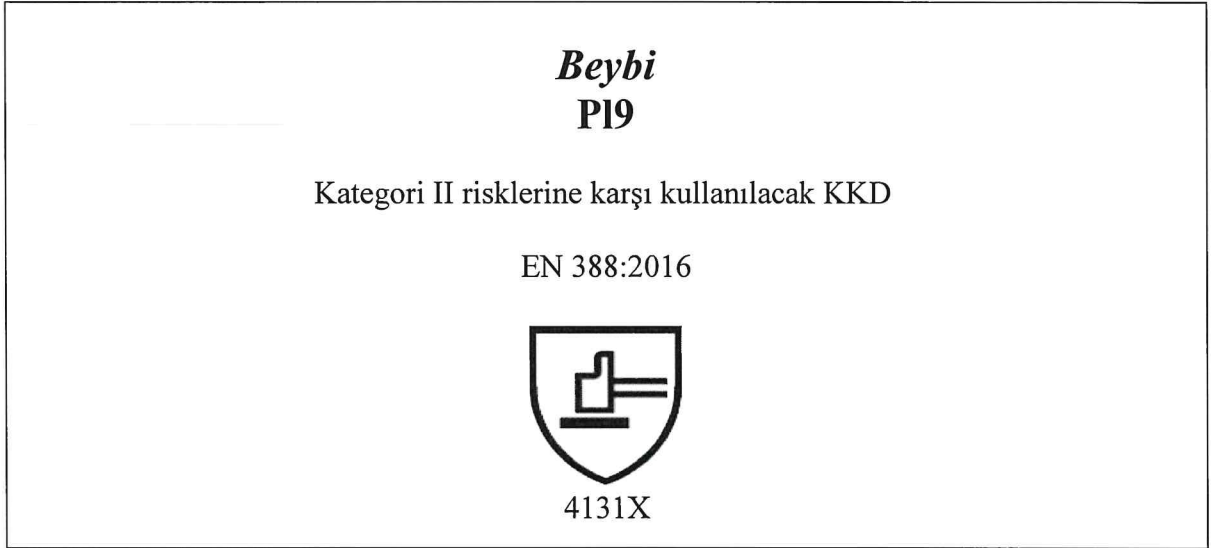 Beybi
Pl9
Kategori II risklerine karşı kullanılacak KKD
EN 388:2016
4131X